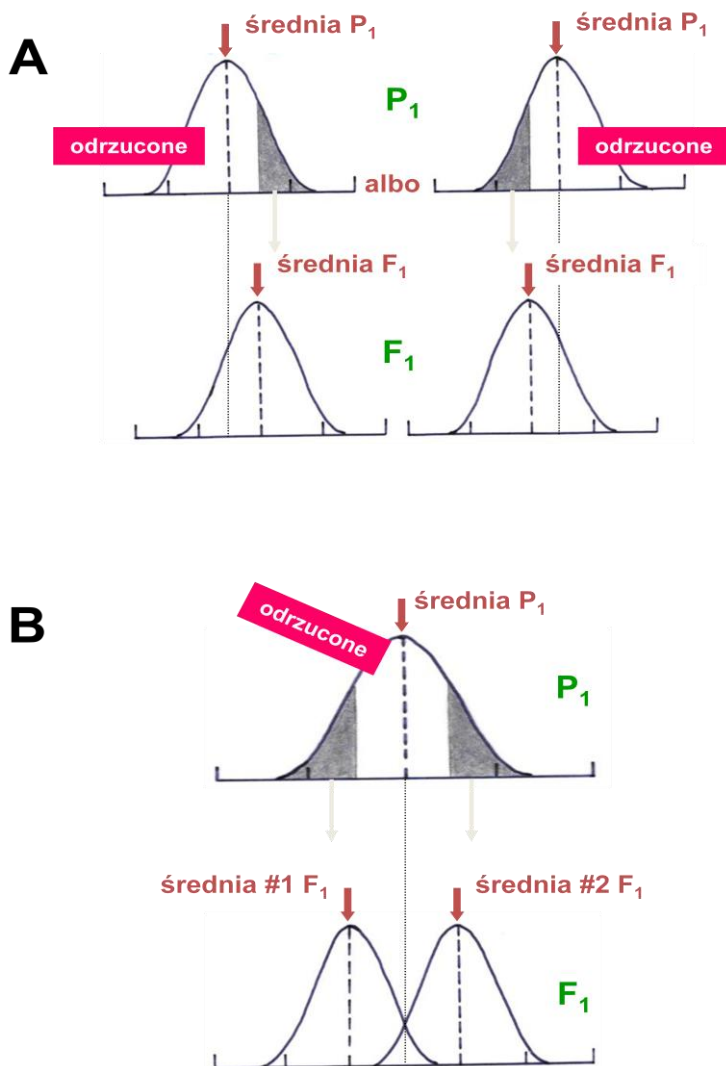 A
średnia P₁
średnia P₁
P₁
odrzucone
odrzucone
albo
średnia F₁
średnia F₁
F₁
B
odrzucone
średnia P₁
P₁
średnia #1 F₁
średnia #2 F₁
F₁